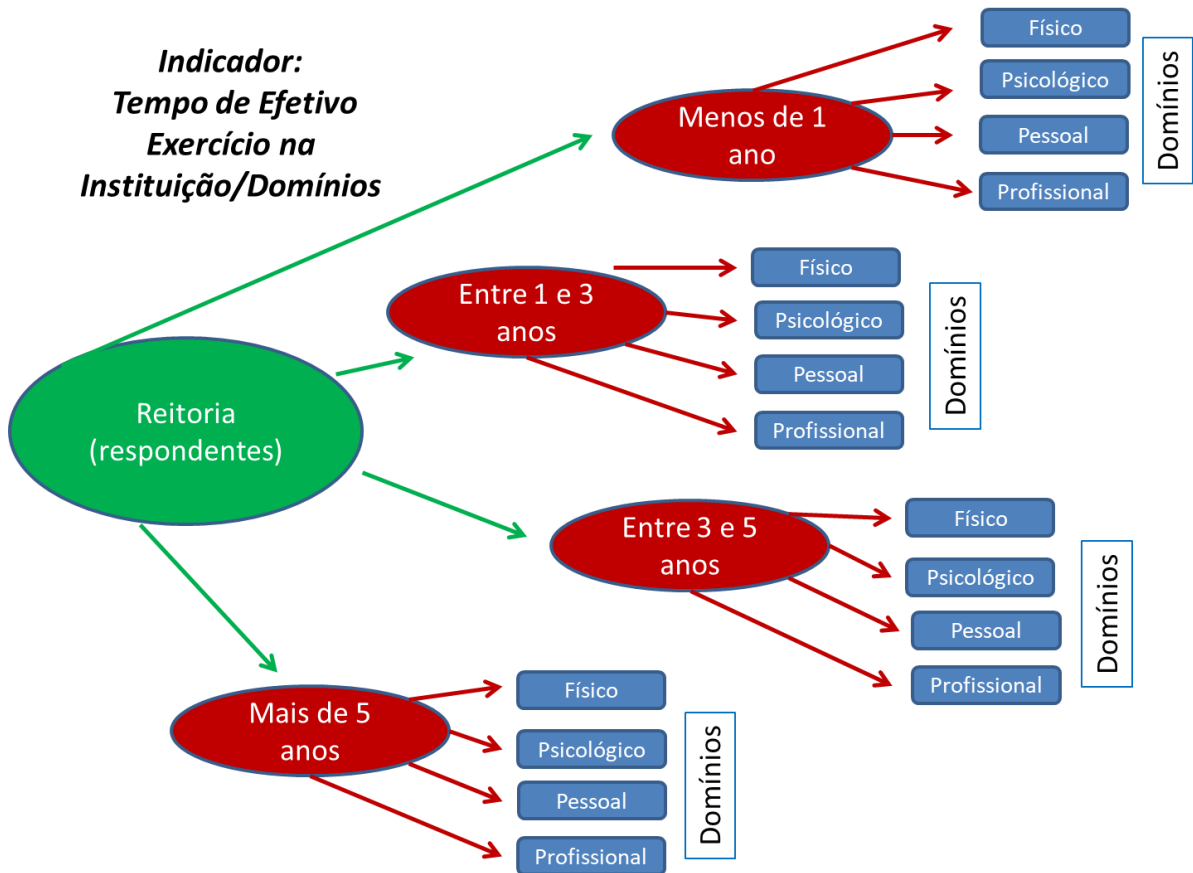 Indicador:
Tempo de Efetivo
Exercício na
Instituição/Domínios
Reitoria
(respondentes)
Menos de 1
ano
Físico
Psicológico
Pessoal
Profissional
Domínios
Entre 1 e 3
anos
Físico
Psicológico
Pessoal
Profissional
Domínios
Entre 3 e 5
anos
Físico
Psicológico
Pessoal
Profissional
Domínios
Mais de 5
anos
Físico
Psicológico
Pessoal
Profissional
Domínios